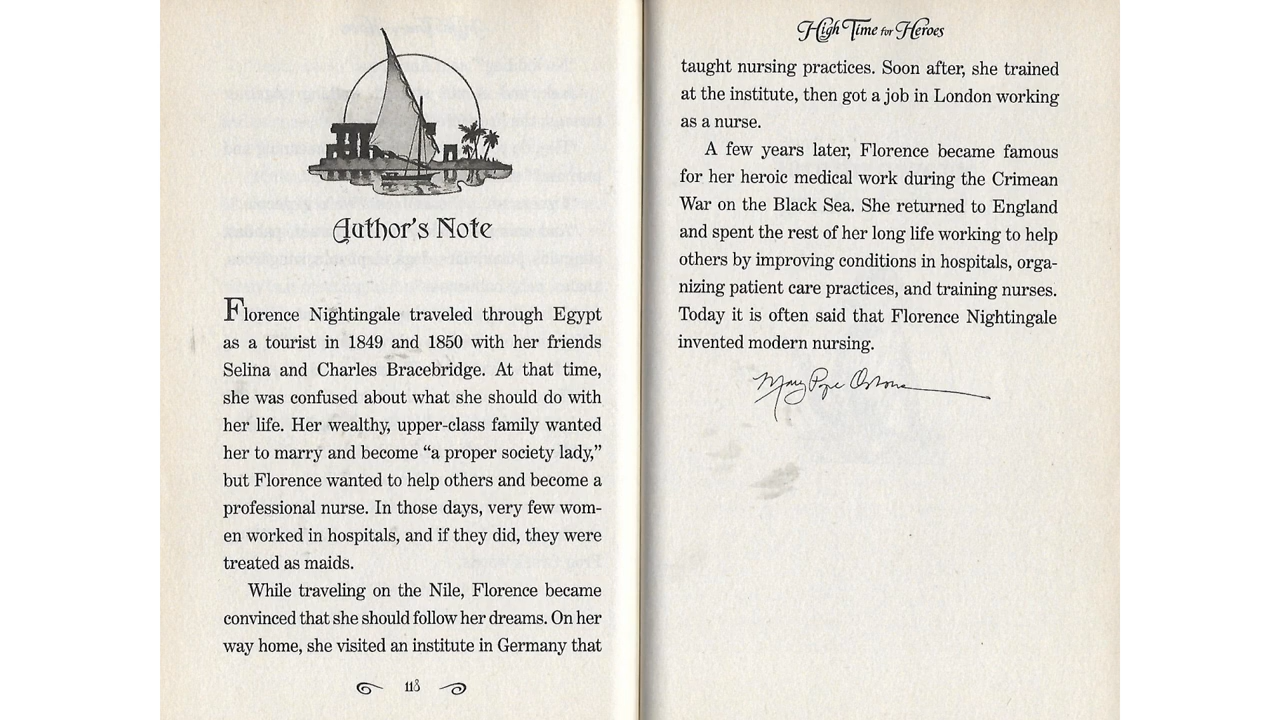 Author's Note
Florence Nightingale traveled through Egypt
as a tourist in 1849 and 1850 with her friends
Selina and Charles Bracebridge. At that time,
she was confused about what she should do with
her life. Her wealthy, upper-class family wanted
her to marry and become “a proper society lady,”
but Florence wanted to help others and become a
professional nurse. In those days, very few wom-
en worked in hospitals, and if they did, they were
treated as maids.
While traveling on the Nile, Florence became
convinced that she should follow her dreams. On her
way home, she visited an institute in Germany that
118
High Time for Heroes
taught nursing practices. Soon after, she trained
at the institute, then got a job in London working
as a nurse.
A few years later, Florence became famous
for her heroic medical work during the Crimean
War on the Black Sea. She returned to England
and spent the rest of her long life working to help
others by improving conditions in hospitals, orga-
nizing patient care practices, and training nurses.
Today it is often said that Florence Nightingale
invented modern nursing.
Mary Pope Osborne